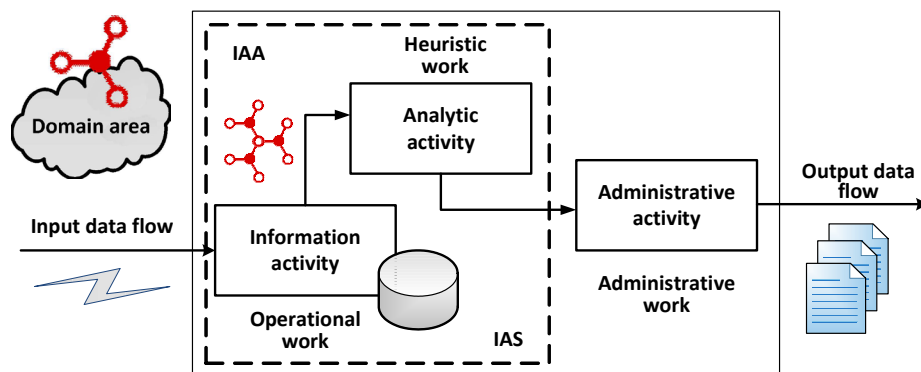 Domain area
Input data flow
IAA
Heuristic
work
Analytic
activity
Information
activity
Operational
work
IAS
Administrative
activity
Administrative
work
Output data
flow